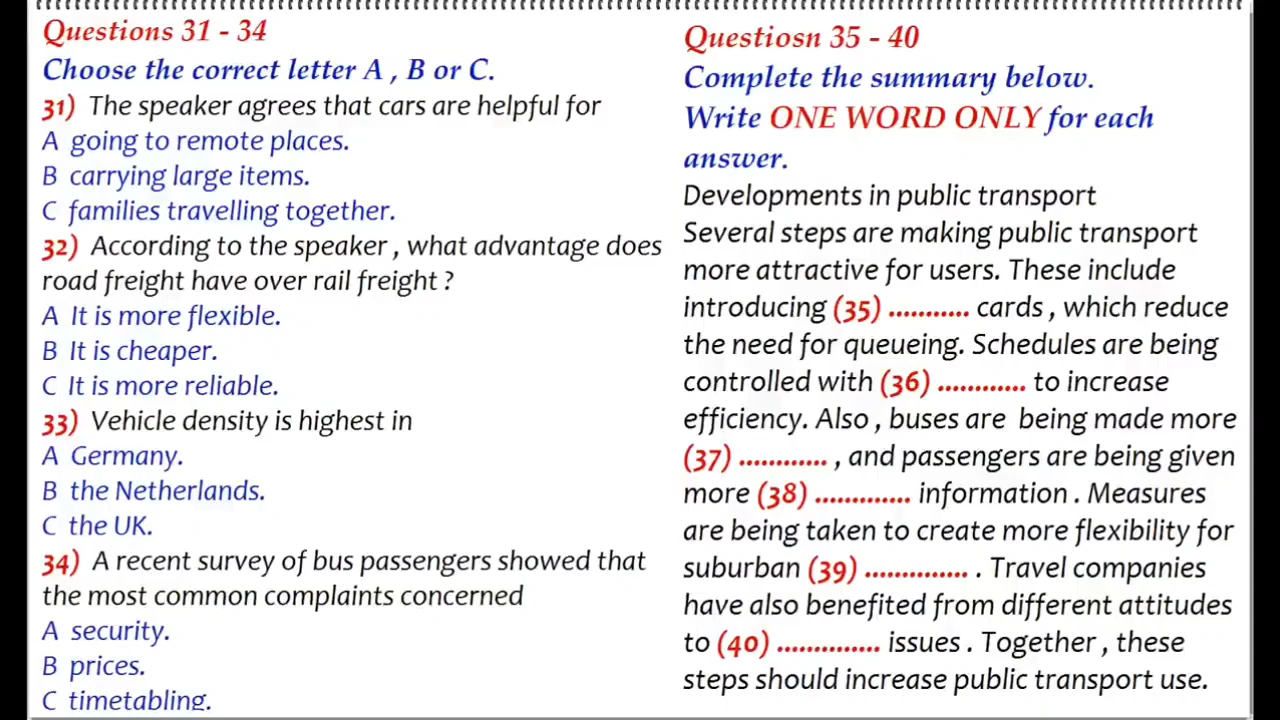 Questions 31 - 34
Choose the correct letter A , B or C.
31) The speaker agrees that cars are helpful for
A going to remote places.
B carrying large items.
C families travelling together.
32) According to the speaker , what advantage does
road freight have over rail freight ?
A It is more flexible.
B It is cheaper.
C It is more reliable.
33) Vehicle density is highest in
A Germany.
B the Netherlands.
C the UK.
34) A recent survey of bus passengers showed that
the most common complaints concerned
A security.
B prices.
C timetabling.
Questiosn 35 - 40
Complete the summary below.
Write ONE WORD ONLY for each
answer.
Developments in public transport
Several steps are making public transport
more attractive for users. These include
introducing (35) ........... cards , which reduce
the need for queueing. Schedules are being
controlled with (36) ............ to increase
efficiency. Also , buses are being made more
(37) ............ , and passengers are being given
more (38) ............. information . Measures
are being taken to create more flexibility for
suburban (39) .............. . Travel companies
have also benefited from different attitudes
to (40) .............. issues . Together , these
steps should increase public transport use.